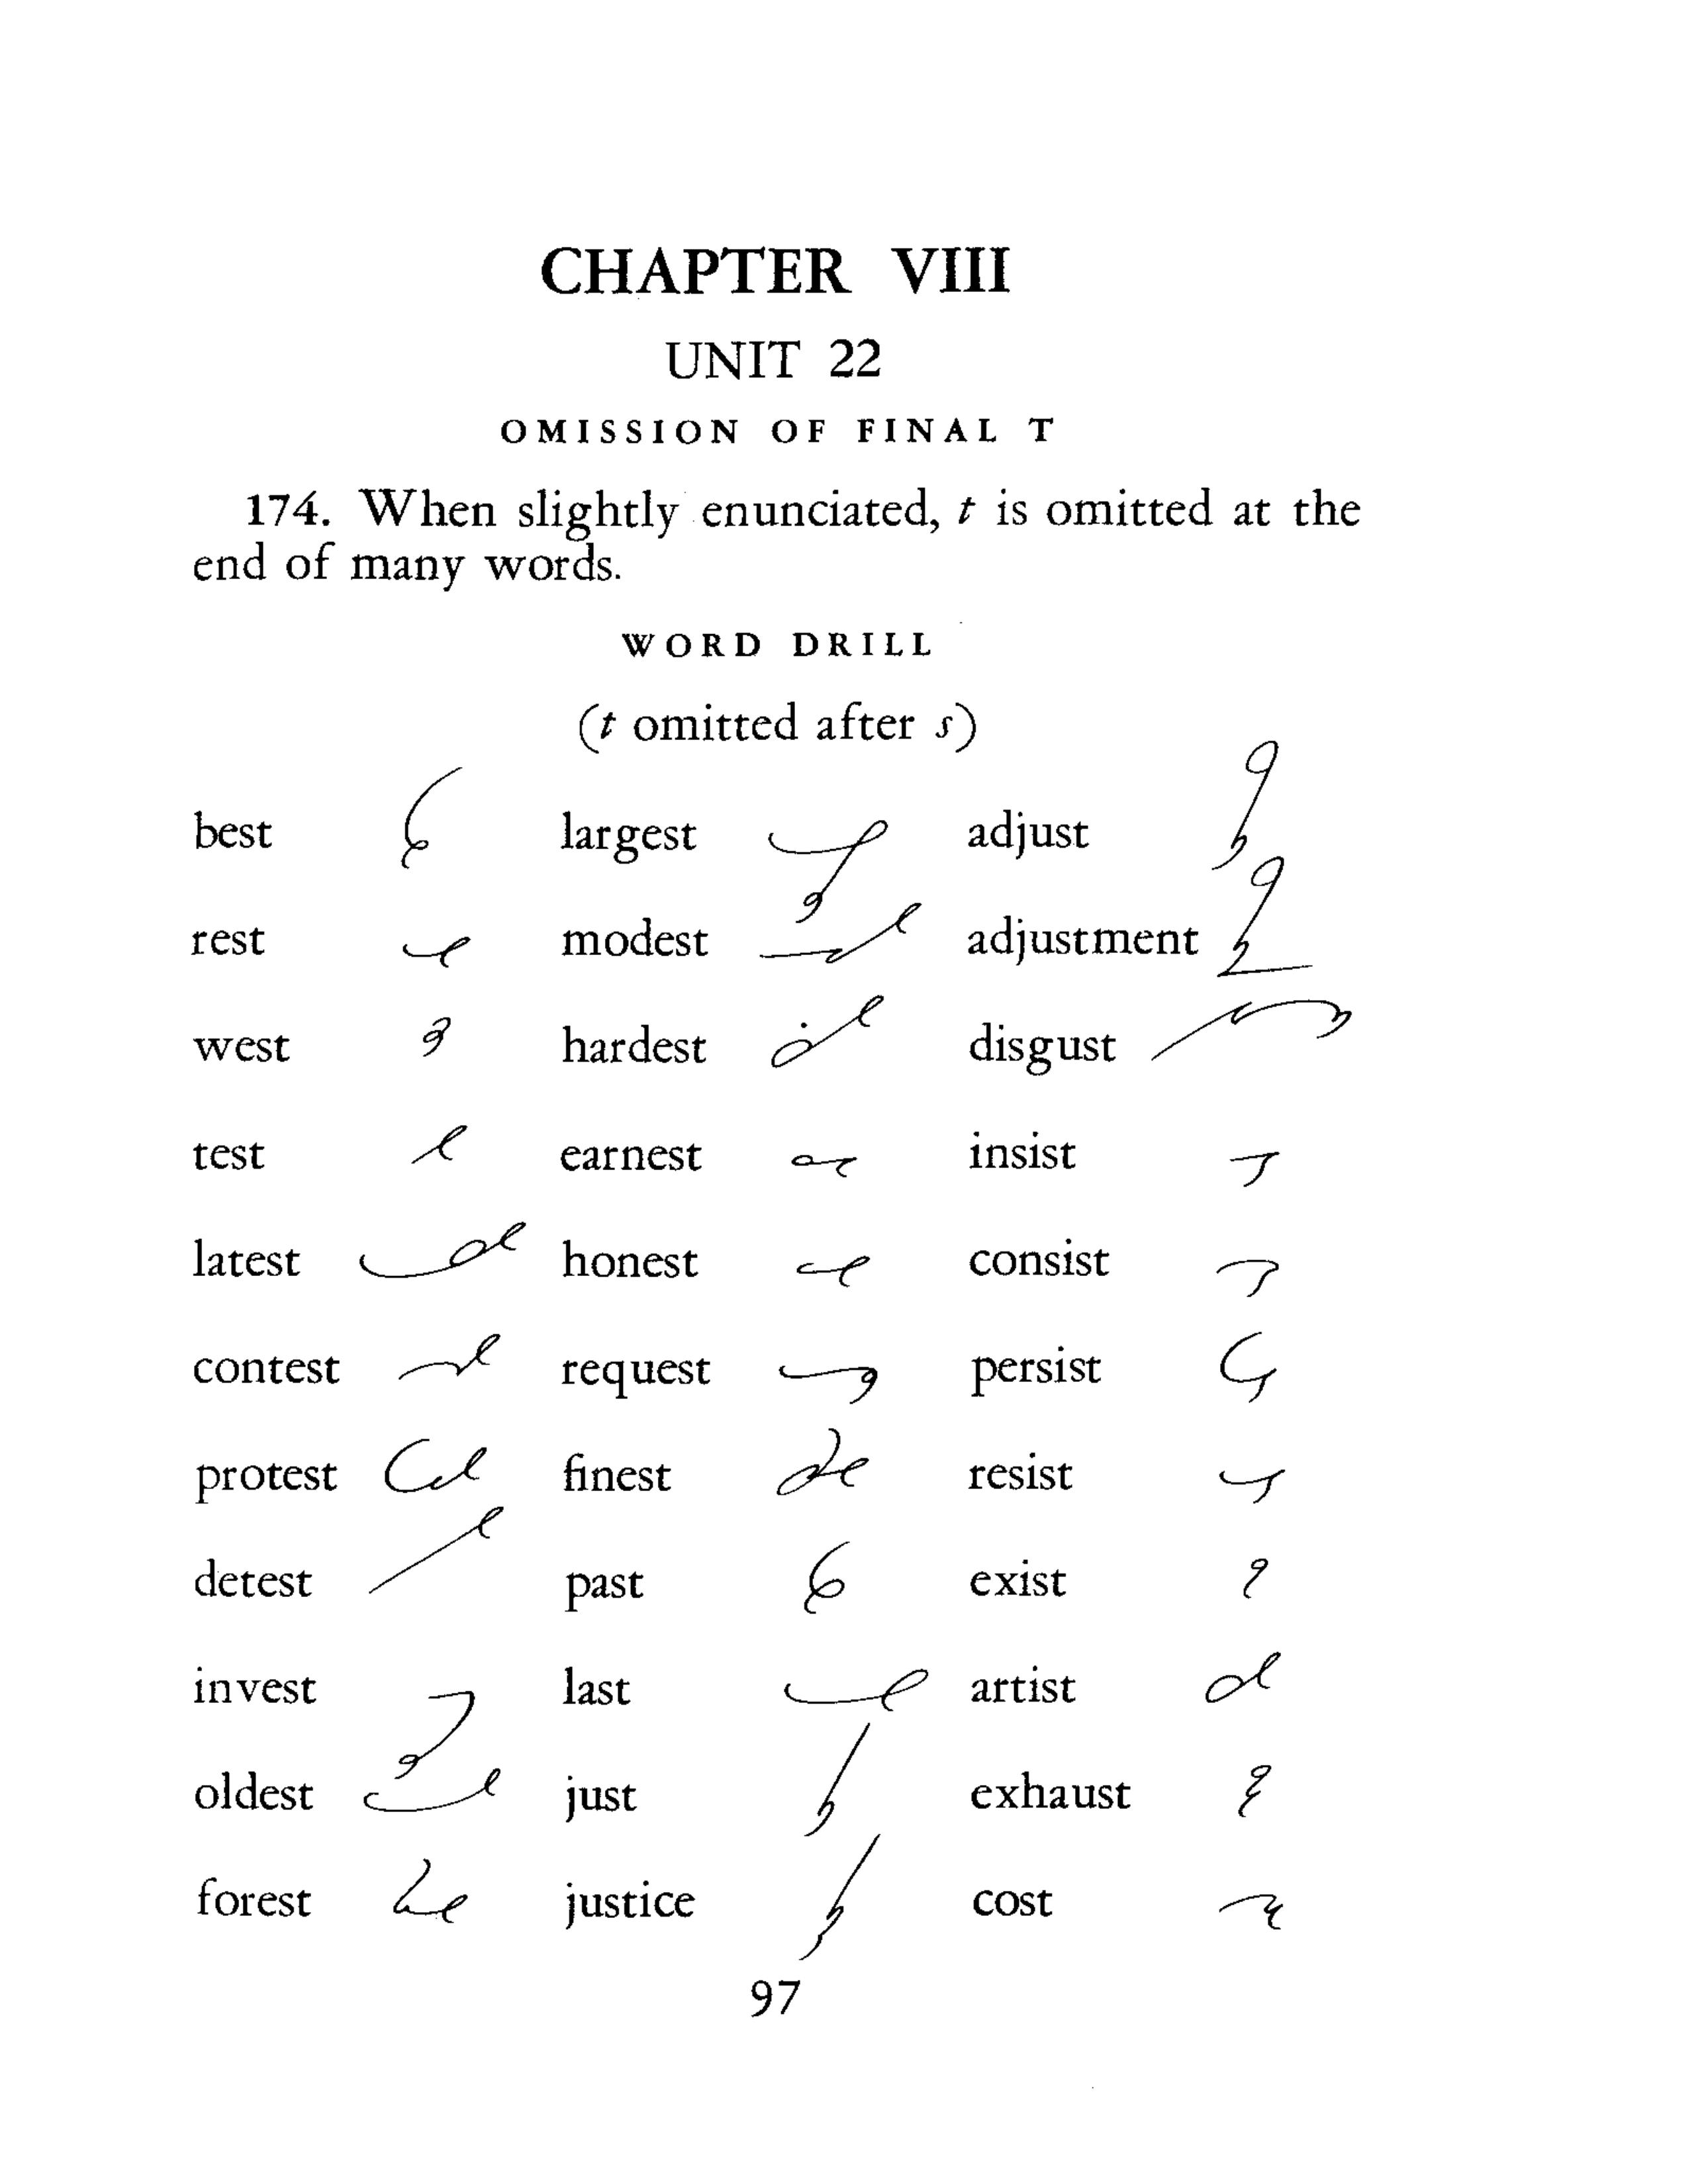 CHAPTER VIII
UNIT 22
OMISSION OF FINAL T
174. When slightly enunciated, t is omitted at the
end of many words.
WORD DRILL
(t omitted after s)
best largest adjust
rest modest adjustment
west hardest disgust
test earnest insist
latest honest consist
contest request persist
protest finest resist
detest past exist
invest last artist
oldest just exhaust
forest justice cost
97